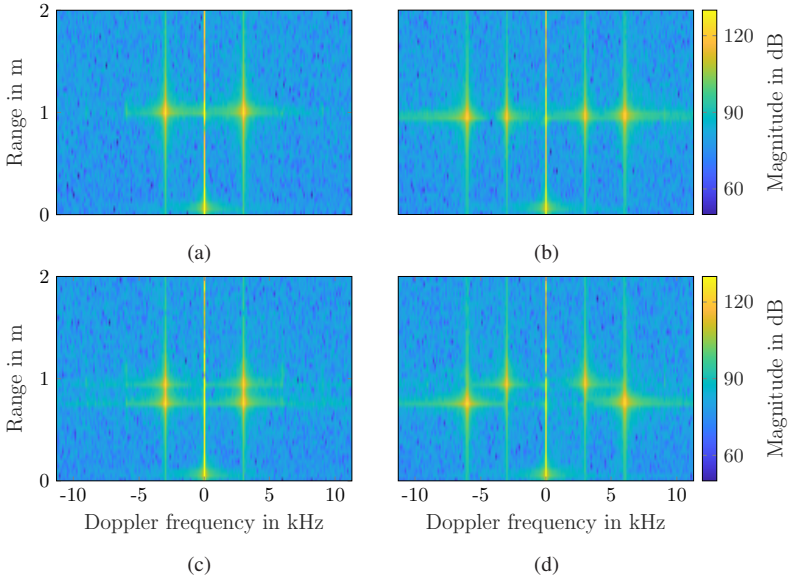 2
1
0
Range in m
(a)
(b)
120
90
60
Magnitude in dB
2
1
0
Range in m
-10 -5 0 5 10
Doppler frequency in kHz
(c)
-10 -5 0 5 10
Doppler frequency in kHz
(d)
120
90
60
Magnitude in dB